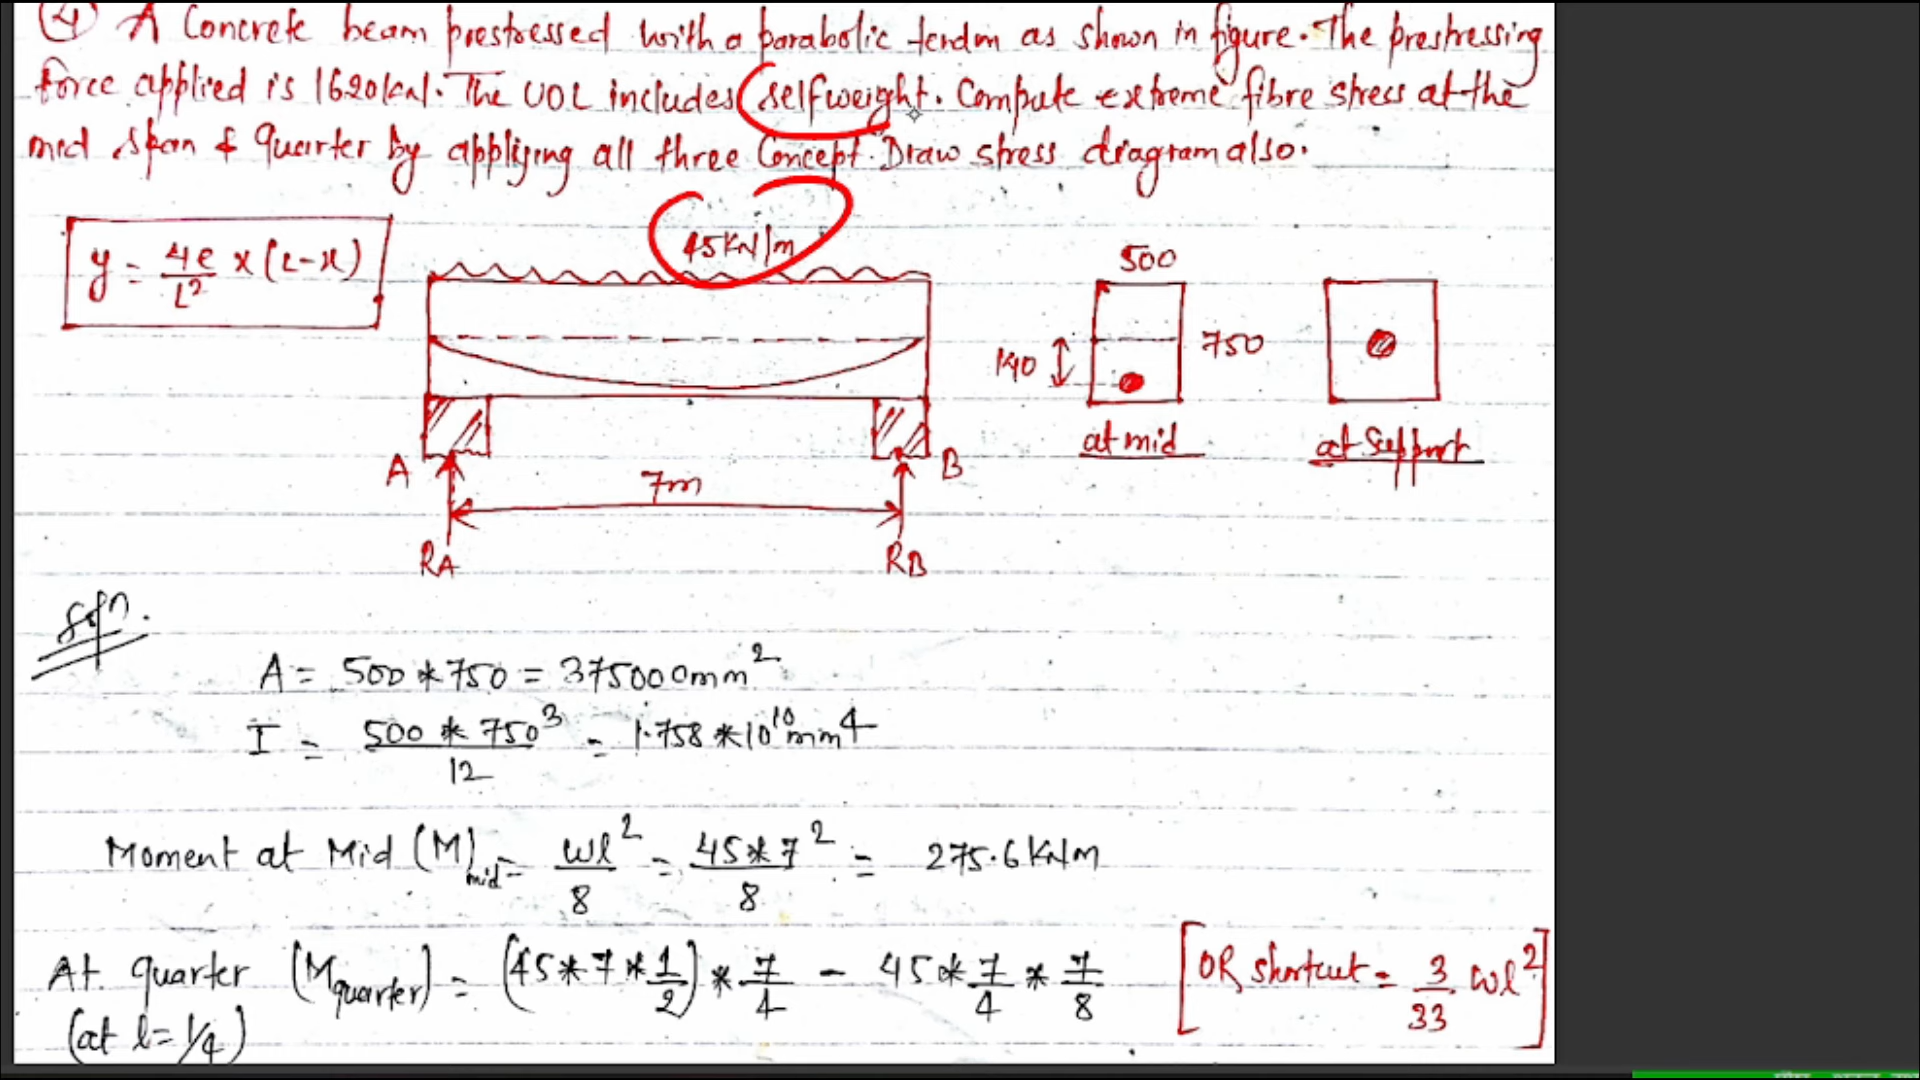 ④ A Concrete beam prestressed with a parabolic tendon as shown in figure. The prestressing
force applied is 1620kN. The UDL includes selfweight. Compute extreme fibre stress at the
mid span & Quarter by applying all three Concept. Draw stress diagram also.
y = 4e/L² x (L-x)
45KN/m
500
750
140
at mid
at Support
A
B
7m
RA
RB
Sol^n.
A = 500 * 750 = 375000mm²
I = 500 * 750³ / 12 = 1.758 * 10¹⁰ mm⁴
Moment at Mid (M)mid = wl²/8 = 45*7²/8 = 275.6 KNm
At quarter (Mquarter) = (45*7*1/2) * 7/4 - 45*7/4 * 7/8 [OR shortcut = 3/33 wl²]
(at l=1/4)